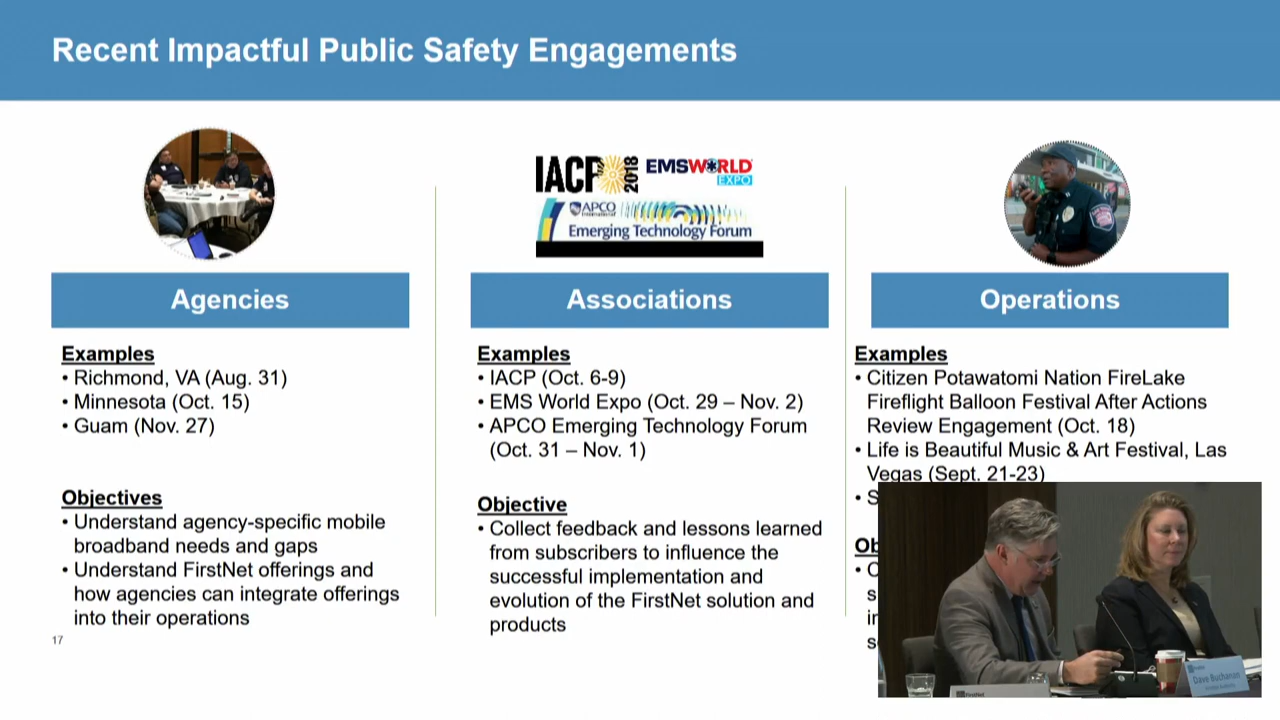 Recent Impactful Public Safety Engagements
IACP 2018
EMSWORLD
EXPO
APCO
International
Emerging Technology Forum
Agencies
Examples
• Richmond, VA (Aug. 31)
• Minnesota (Oct. 15)
• Guam (Nov. 27)
Objectives
• Understand agency-specific mobile
broadband needs and gaps
• Understand FirstNet offerings and
how agencies can integrate offerings
into their operations
17
Associations
Examples
• IACP (Oct. 6-9)
• EMS World Expo (Oct. 29 – Nov. 2)
• APCO Emerging Technology Forum
(Oct. 31 – Nov. 1)
Objective
• Collect feedback and lessons learned
from subscribers to influence the
successful implementation and
evolution of the FirstNet solution and
products
Operations
Examples
• Citizen Potawatomi Nation FireLake
Fireflight Balloon Festival After Actions
Review Engagement (Oct. 18)
• Life is Beautiful Music & Art Festival, Las
Vegas (Sept. 21-23)
FirstNet
Dave Buchanan